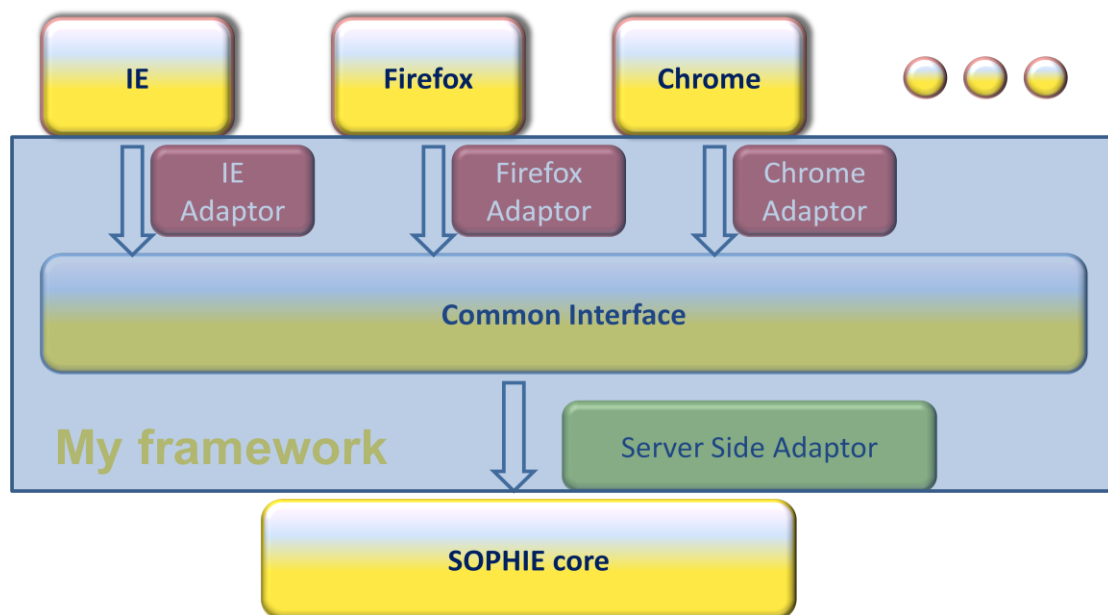 IE
Firefox
Chrome
IE
Adaptor
Firefox
Adaptor
Chrome
Adaptor
Common Interface
My framework
Server Side Adaptor
SOPHIE core